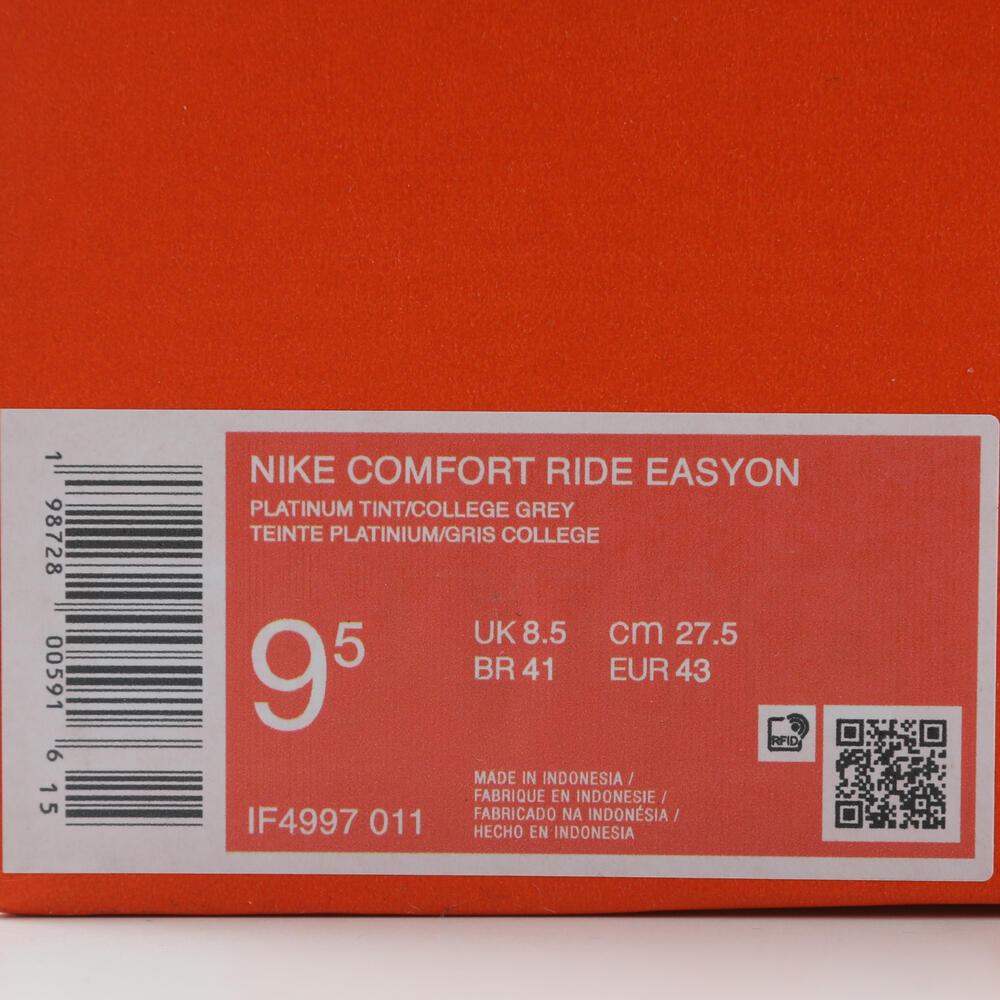 NIKE COMFORT RIDE EASYON
PLATINUM TINT/COLLEGE GREY
TEINTE PLATINIUM/GRIS COLLEGE
9 5
UK 8.5 cm 27.5
BR 41 EUR 43
IF4997 011
MADE IN INDONESIA /
FABRIQUE EN INDONESIE /
FABRICADO NA INDONÉSIA /
HECHO EN INDONESIA
RFID
1 98728 00591 6 15